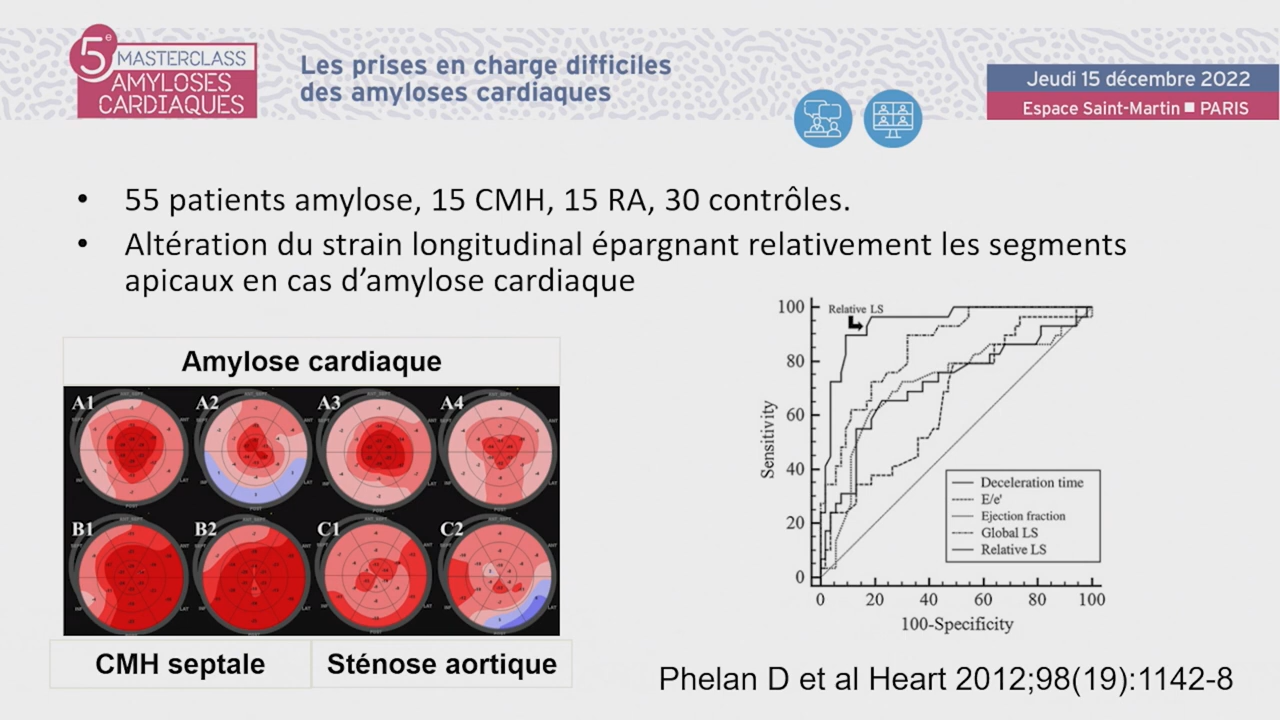 5e
MASTERCLASS
AMYLOSES
CARDIAQUES
Les prises en charge difficiles
des amyloses cardiaques
Jeudi 15 décembre 2022
Espace Saint-Martin ■ PARIS
• 55 patients amylose, 15 CMH, 15 RA, 30 contrôles.
• Altération du strain longitudinal épargnant relativement les segments
apicaux en cas d'amylose cardiaque
Amylose cardiaque
A1 A2 A3 A4
B1 B2 C1 C2
CMH septale
Sténose aortique
Relative LS
100
80
60
40
20
0
Sensitivity
0 20 40 60 80 100
100-Specificity
Deceleration time
E/e'
Ejection fraction
Global LS
Relative LS
Phelan D et al Heart 2012;98(19):1142-8